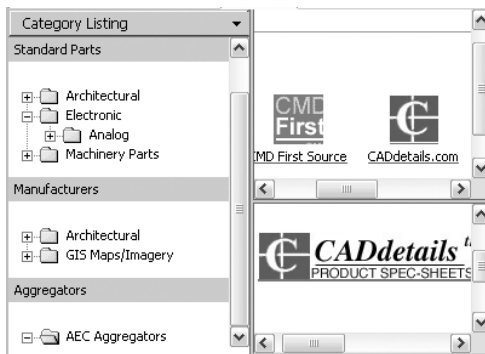 Category Listing
Standard Parts
Architectural
Electronic
Analog
Machinery Parts
Manufacturers
Architectural
GIS Maps/Imagery
Aggregators
AEC Aggregators
CMD
First
MD First Source
CADdetails.com
CADdetails
PRODUCT SPEC-SHEETS